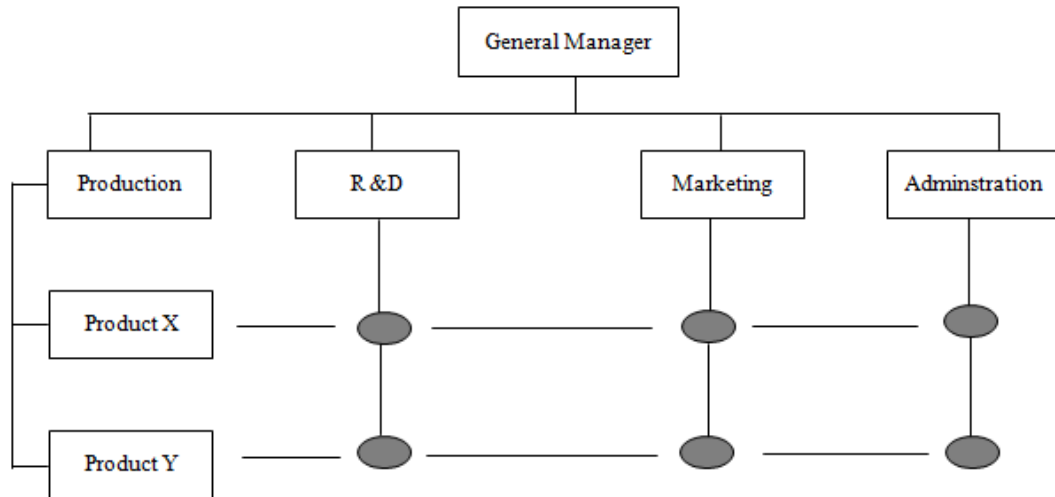 General Manager
Production
R &D
Marketing
Adminstration
Product X
Product Y